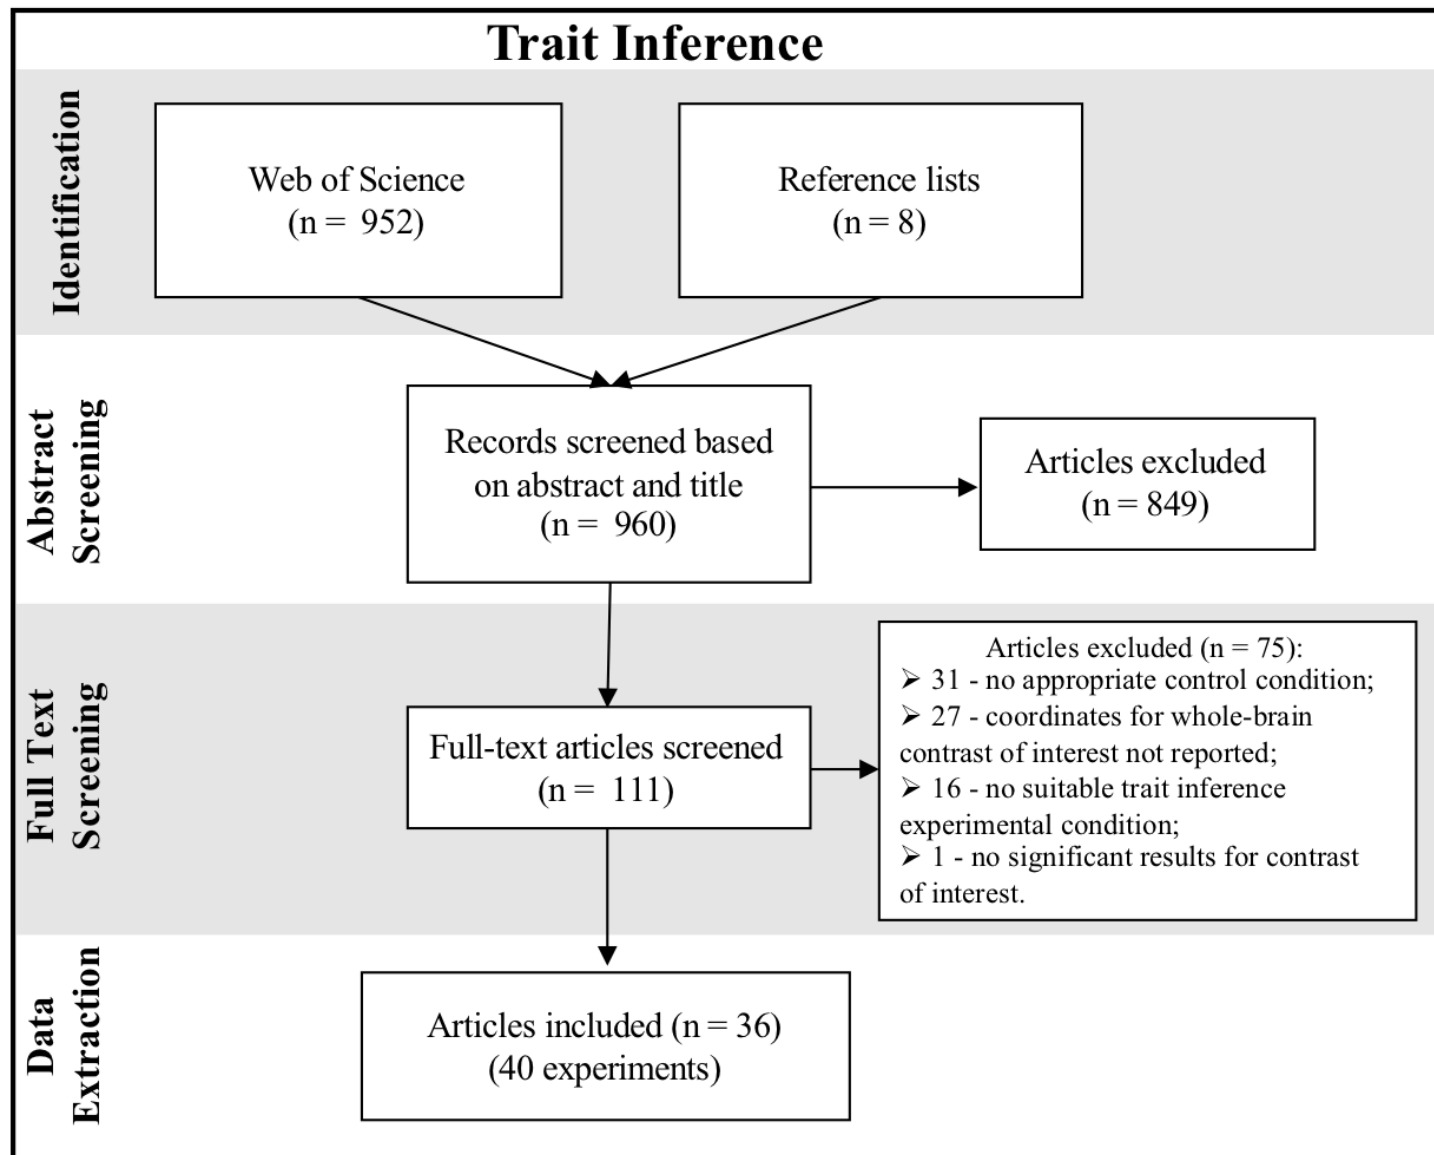 Trait Inference
Identification
Web of Science
(n =  952)
Reference lists
(n = 8)
Abstract
Screening
Records screened based
on abstract and title
(n =  960)
Articles excluded
(n = 849)
Full Text
Screening
Full-text articles screened
(n =  111)
Articles excluded (n = 75):
➢ 31 - no appropriate control condition;
➢ 27 - coordinates for whole-brain
contrast of interest not reported;
➢ 16 - no suitable trait inference
experimental condition;
➢ 1 - no significant results for contrast
of interest.
Data
Extraction
Articles included (n = 36)
(40 experiments)